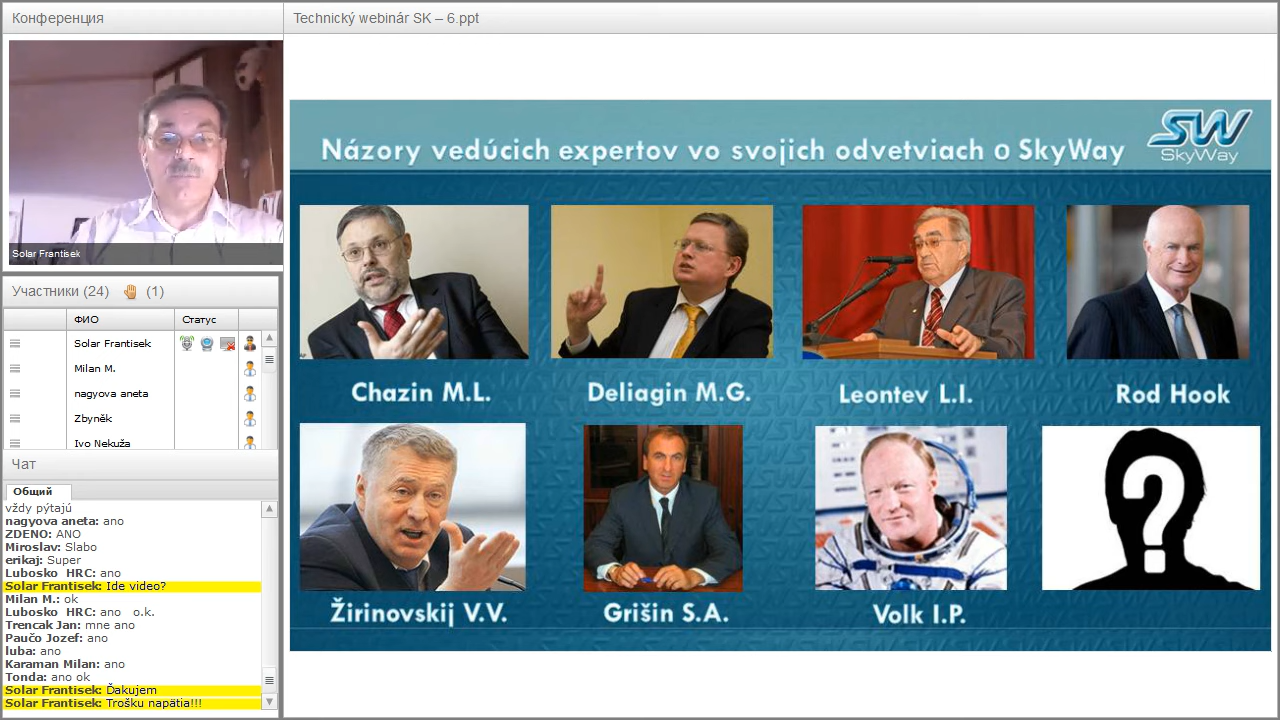 Конференция
Technický webinár SK – 6.ppt
Solar Frantisek
Участники (24) (1)
ФИО Статус
Solar Frantisek
Milan M.
nagyova aneta
Zbyněk
Ivo Nekuža
Чат
Общий
vždy pýtajú
nagyova aneta: ano
ZDENO: ANO
Miroslav: Slabo
erikaj: Super
Lubosko HRC: ano
Solar Frantisek: Ide video?
Milan M.: ok
Lubosko HRC: ano o.k.
Trencak Jan: mne ano
Paučo Jozef: ano
luba: ano
Karaman Milan: ano
Tonda: ano ok
Solar Frantisek: Ďakujem
Solar Frantisek: Trošku napätia!!!
Názory vedúcich expertov vo svojich odvetviach o SkyWay
SW
SkyWay
Chazin M.L.
Deliagin M.G.
Leontev L.I.
Rod Hook
Žirinovskij V.V.
Grišin S.A.
Volk I.P.
?